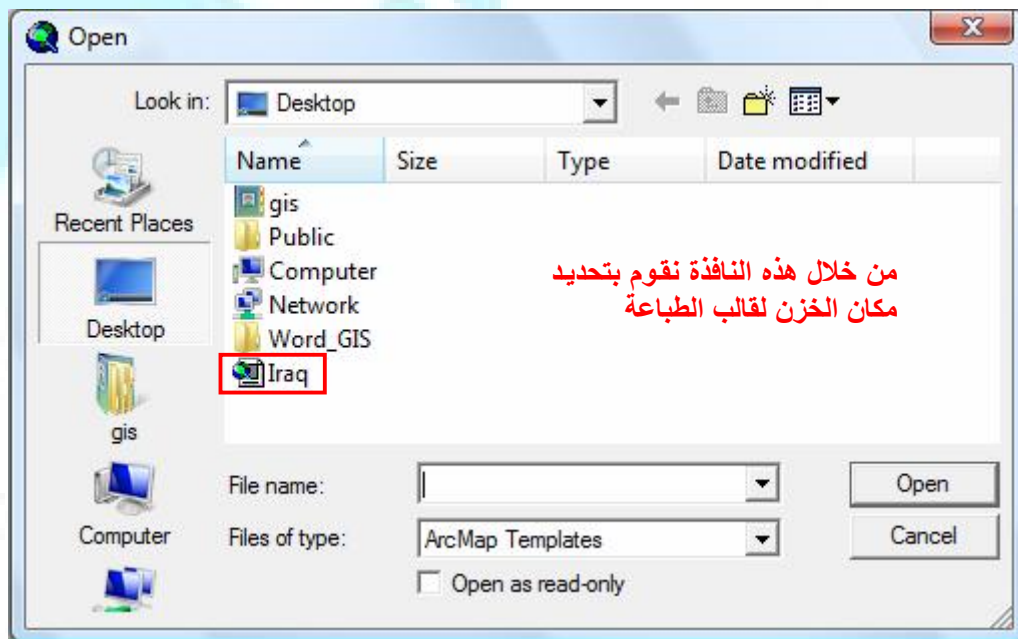 Open
Look in: Desktop
Name Size Type Date modified
Recent Places
Desktop
gis
Computer
gis
Public
Computer
Network
Word_GIS
Iraq
من خلال هذه النافذة نقوم بتحديد
مكان الخزن لقالب الطباعة
File name: Open
Files of type: ArcMap Templates Cancel
Open as read-only